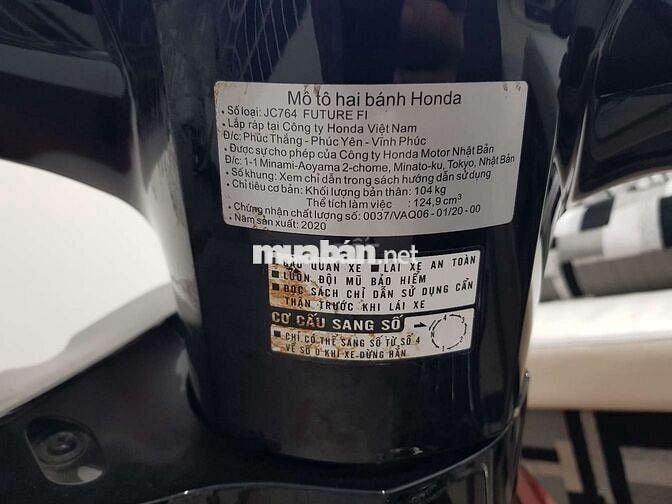 Mô tô hai bánh Honda
• Số loại: JC764 FUTURE FI
• Lắp ráp tại Công ty Honda Việt Nam
Đ/c: Phúc Thắng - Phúc Yên - Vĩnh Phúc
• Được sự cho phép của Công ty Honda Motor Nhật Bản
Đ/c: 1-1 Minami-Aoyama 2-chome, Minato-ku, Tokyo, Nhật Bản
• Số khung: Xem chỉ dẫn trong sách hướng dẫn sử dụng
• Chỉ tiêu cơ bản: Khối lượng bản thân: 104 kg
Thể tích làm việc : 124,9 cm³
• Chứng nhận chất lượng số: 0037/VAQ06 - 01/20 - 00
• Năm sản xuất: 2020
muabán.net
QUẢN XE ■ LÁI XE AN TOÀN
■ LUÔN ĐỘI MŨ BẢO HIỂM
■ ĐỌC SÁCH CHỈ DẪN SỬ DỤNG CẨN
THẬN TRƯỚC KHI LÁI XE
CƠ CẤU SANG SỐ
■ CHỈ CÓ THỂ SANG SỐ TỪ SỐ 4
VỀ SỐ 0 KHI XE DỪNG HẲN
4
1